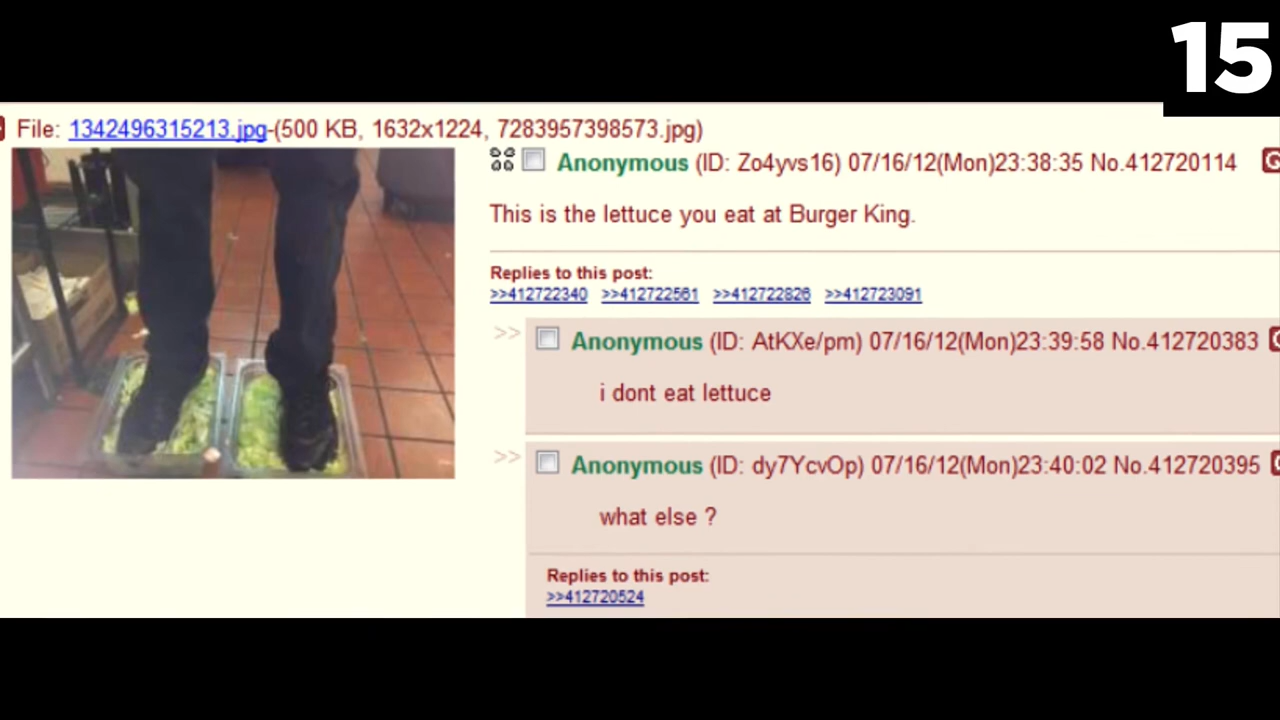 15
File: 1342496315213.jpg-(500 KB, 1632x1224, 7283957398573.jpg)
Anonymous (ID: Zo4yvs16) 07/16/12(Mon)23:38:35 No.412720114
This is the lettuce you eat at Burger King.
Replies to this post:
>>412722340 >>412722561 >>412722826 >>412723091
>> Anonymous (ID: AtKXe/pm) 07/16/12(Mon)23:39:58 No.412720383
i dont eat lettuce
>> Anonymous (ID: dy7YcvOp) 07/16/12(Mon)23:40:02 No.412720395
what else ?
Replies to this post:
>>412720524